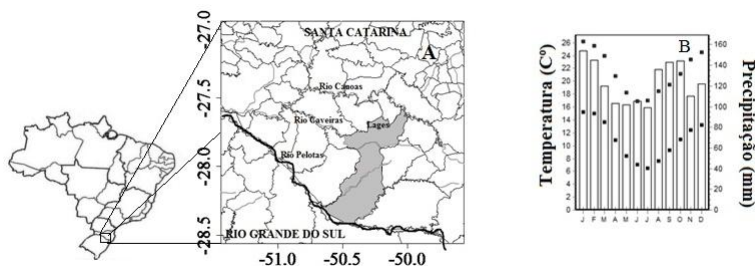 -27.0
-27.5
-28.0
-28.5
SANTA CATARINA
A
Rio Canoas
Rio Caveiras
Lages
Rio Pelotas
RIO GRANDE DO SUL
-51.0 -50.5 -50.0
B
Temperatura (Cº)
26
24
22
20
18
16
14
12
10
8
6
4
2
0
160
140
120
100
80
60
40
20
0
Precipitação (mm)
J F M A M J J A S O N D